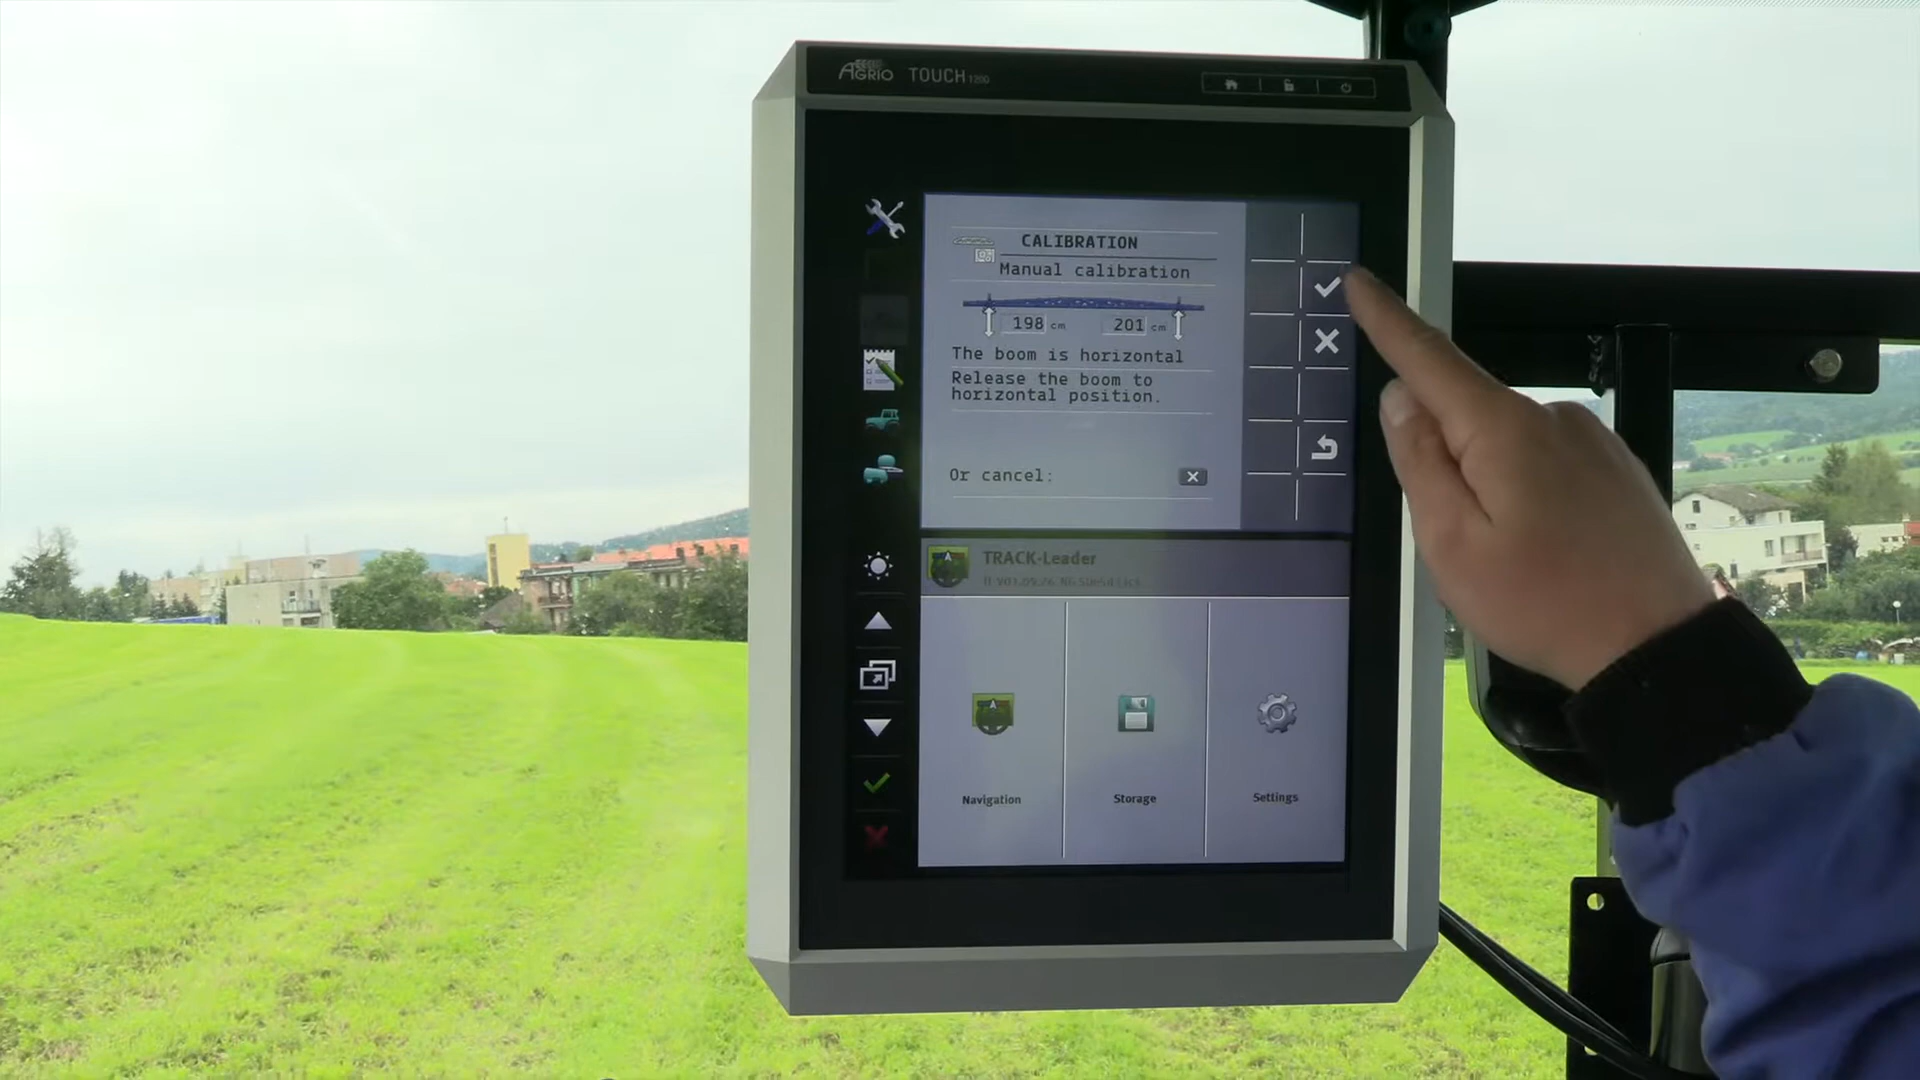 AGRIO TOUCH 1200
CALIBRATION
Manual calibration
198 cm 201 cm
The boom is horizontal
Release the boom to
horizontal position.
Or cancel:
TRACK-Leader
Navigation Storage Settings